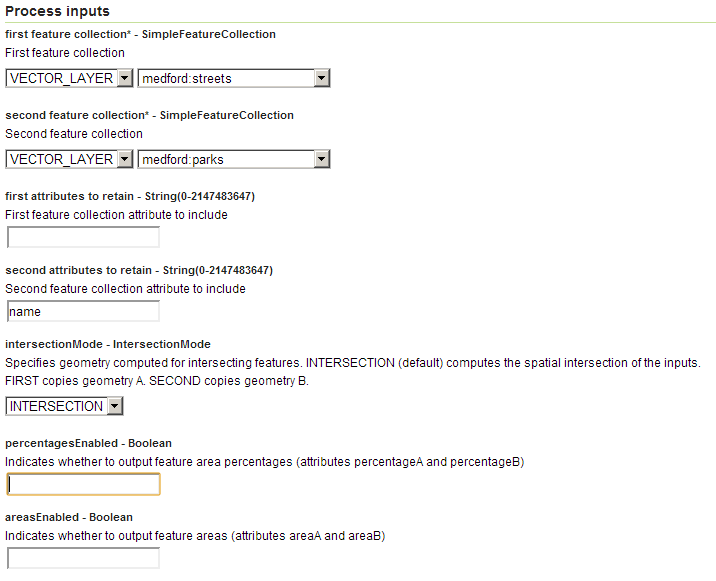 Process inputs
first feature collection* - SimpleFeatureCollection
First feature collection
VECTOR_LAYER medford:streets
second feature collection* - SimpleFeatureCollection
Second feature collection
VECTOR_LAYER medford:parks
first attributes to retain - String(0-2147483647)
First feature collection attribute to include
second attributes to retain - String(0-2147483647)
Second feature collection attribute to include
name
intersectionMode - IntersectionMode
Specifies geometry computed for intersecting features. INTERSECTION (default) computes the spatial intersection of the inputs.
FIRST copies geometry A. SECOND copies geometry B.
INTERSECTION
percentagesEnabled - Boolean
Indicates whether to output feature area percentages (attributes percentageA and percentageB)
areasEnabled - Boolean
Indicates whether to output feature areas (attributes areaA and areaB)